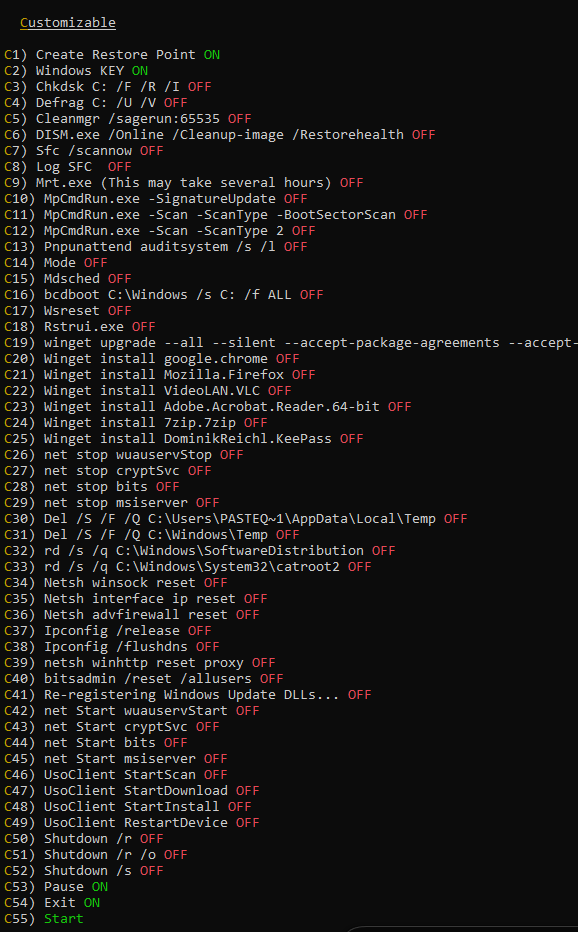 Customizable
C1) Create Restore Point ON
C2) Windows KEY ON
C3) Chkdsk C: /F /R /I OFF
C4) Defrag C: /U /V OFF
C5) Cleanmgr /sagerun:65535 OFF
C6) DISM.exe /Online /Cleanup-image /Restorehealth OFF
C7) Sfc /scannow OFF
C8) Log SFC  OFF
C9) Mrt.exe (This may take several hours) OFF
C10) MpCmdRun.exe -SignatureUpdate OFF
C11) MpCmdRun.exe -Scan -ScanType -BootSectorScan OFF
C12) MpCmdRun.exe -Scan -ScanType 2 OFF
C13) Pnpunattend auditsystem /s /l OFF
C14) Mode OFF
C15) Mdsched OFF
C16) bcdboot C:\Windows /s C: /f ALL OFF
C17) Wsreset OFF
C18) Rstrui.exe OFF
C19) winget upgrade --all --silent --accept-package-agreements --accept-
C20) Winget install google.chrome OFF
C21) Winget install Mozilla.Firefox OFF
C22) Winget install VideoLAN.VLC OFF
C23) Winget install Adobe.Acrobat.Reader.64-bit OFF
C24) Winget install 7zip.7zip OFF
C25) Winget install DominikReichl.KeePass OFF
C26) net stop wuauservStop OFF
C27) net stop cryptSvc OFF
C28) net stop bits OFF
C29) net stop msiserver OFF
C30) Del /S /F /Q C:\Users\PASTEQ~1\AppData\Local\Temp OFF
C31) Del /S /F /Q C:\Windows\Temp OFF
C32) rd /s /q C:\Windows\SoftwareDistribution OFF
C33) rd /s /q C:\Windows\System32\catroot2 OFF
C34) Netsh winsock reset OFF
C35) Netsh interface ip reset OFF
C36) Netsh advfirewall reset OFF
C37) Ipconfig /release OFF
C38) Ipconfig /flushdns OFF
C39) netsh winhttp reset proxy OFF
C40) bitsadmin /reset /allusers OFF
C41) Re-registering Windows Update DLLs... OFF
C42) net Start wuauservStart OFF
C43) net Start cryptSvc OFF
C44) net Start bits OFF
C45) net Start msiserver OFF
C46) UsoClient StartScan OFF
C47) UsoClient StartDownload OFF
C48) UsoClient StartInstall OFF
C49) UsoClient RestartDevice OFF
C50) Shutdown /r OFF
C51) Shutdown /r /o OFF
C52) Shutdown /s OFF
C53) Pause ON
C54) Exit ON
C55) Start